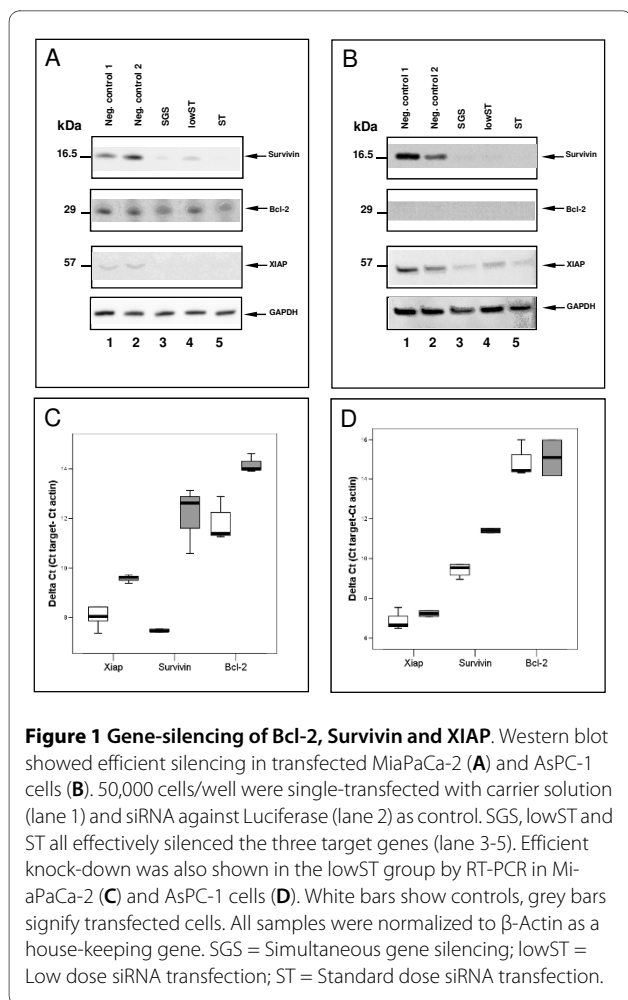 A
Neg. control 1
Neg. control 2
SGS
lowST
ST
kDa
16.5
Survivin
29
Bcl-2
57
XIAP
GAPDH
1 2 3 4 5
B
Neg. control 1
Neg. control 2
SGS
lowST
ST
kDa
16.5
Survivin
29
Bcl-2
57
XIAP
GAPDH
1 2 3 4 5
C
Delta Ct (Ct target- Ct actin)
14
12
10
8
Xiap Survivin Bcl-2
D
Delta Ct (Ct target-Ct actin)
16
14
12
10
8
6
Xiap Survivin Bcl-2
Figure 1 Gene-silencing of Bcl-2, Survivin and XIAP. Western blot
showed efficient silencing in transfected MiaPaCa-2 (A) and AsPC-1
cells (B). 50,000 cells/well were single-transfected with carrier solution
(lane 1) and siRNA against Luciferase (lane 2) as control. SGS, lowST and
ST all effectively silenced the three target genes (lane 3-5). Efficient
knock-down was also shown in the lowST group by RT-PCR in Mi-
aPaCa-2 (C) and AsPC-1 cells (D). White bars show controls, grey bars
signify transfected cells. All samples were normalized to β-Actin as a
house-keeping gene. SGS = Simultaneous gene silencing; lowST =
Low dose siRNA transfection; ST = Standard dose siRNA transfection.